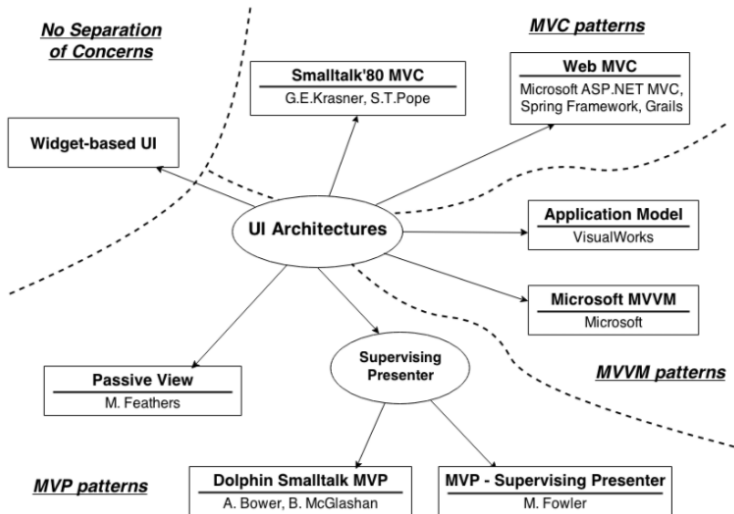 No Separation
of Concerns
MVC patterns
Smalltalk'80 MVC
G.E.Krasner, S.T.Pope
Web MVC
Microsoft ASP.NET MVC,
Spring Framework, Grails
Widget-based UI
UI Architectures
Application Model
VisualWorks
Microsoft MVVM
Microsoft
Supervising
Presenter
Passive View
M. Feathers
MVVM patterns
MVP patterns
Dolphin Smalltalk MVP
A. Bower, B. McGlashan
MVP - Supervising Presenter
M. Fowler